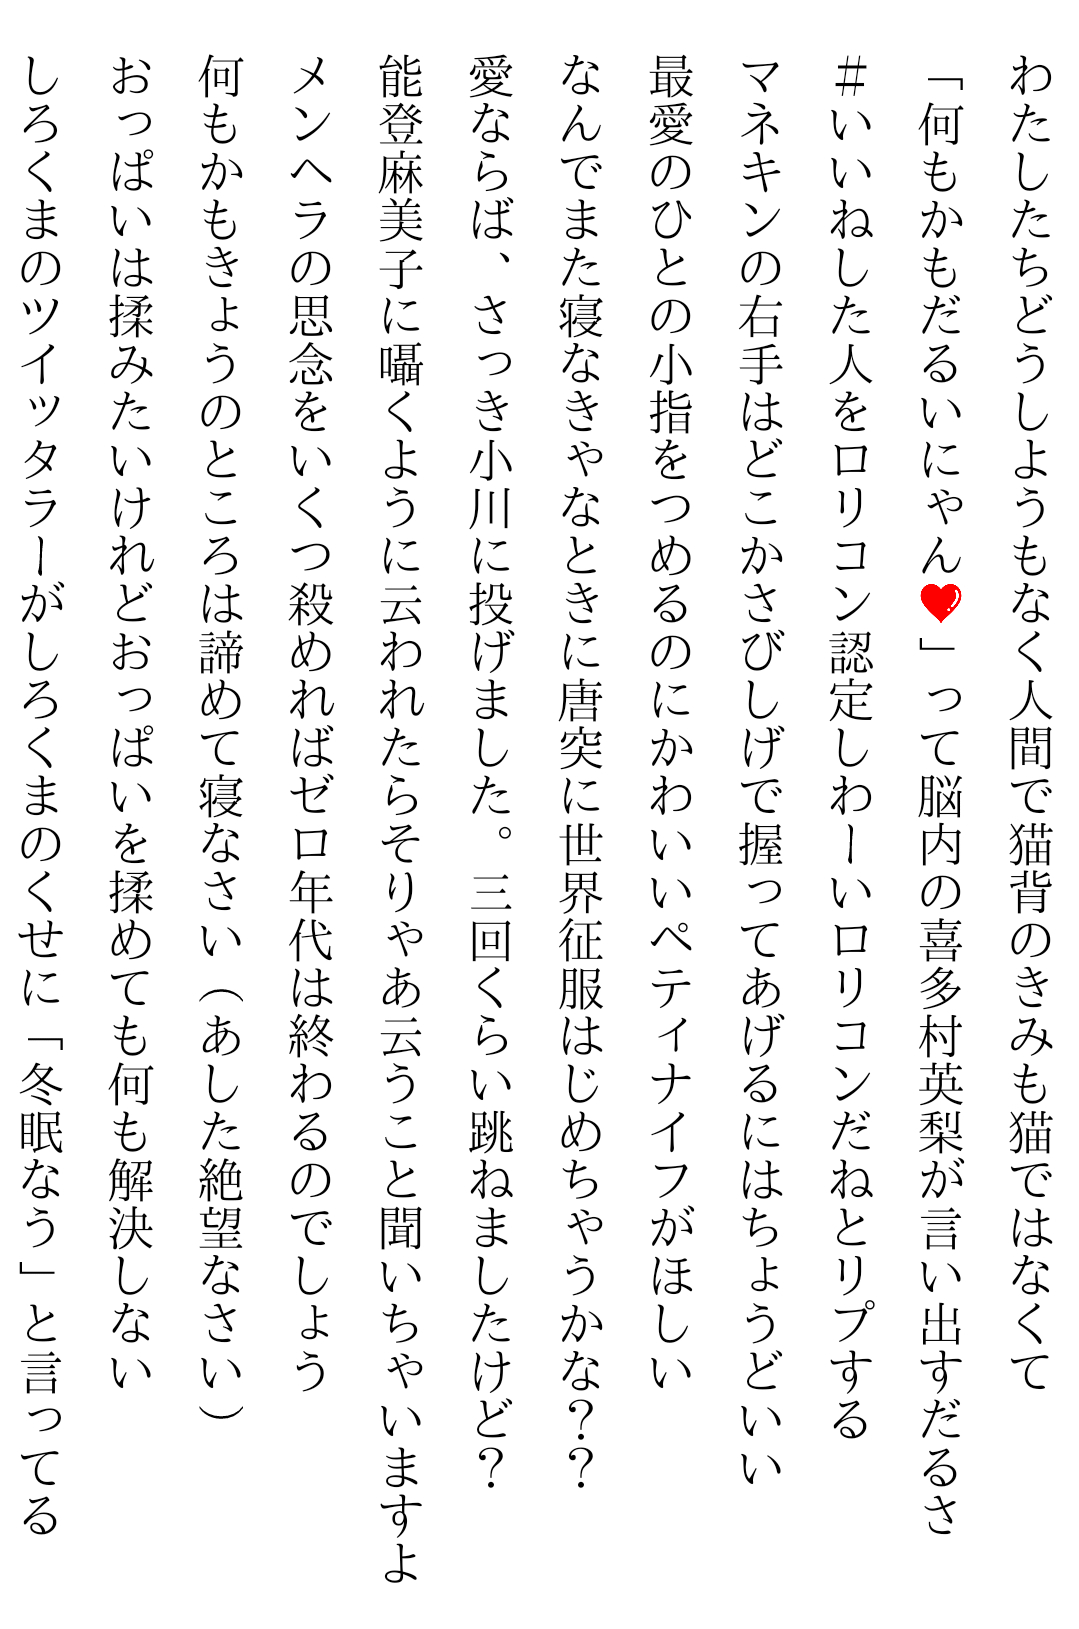 わたしたちどうしようもなく人間で猫背のきみも猫ではなくて
「何もかもだるいにゃん❤」って脳内の喜多村英梨が言い出すだるさ
＃いいねした人をロリコン認定しわーいロリコンだねとリプする
マネキンの右手はどこかさびしげで握ってあげるにはちょうどいい
最愛のひとの小指をつめるのにかわいいペティナイフがほしい
なんでまた寝なきゃなときに唐突に世界征服はじめちゃうかな？？
愛ならば、さっき小川に投げました。三回くらい跳ねましたけど？
能登麻美子に囁くように云われたらそりゃあ云うこと聞いちゃいますよ
メンヘラの思念をいくつ殺めればゼロ年代は終わるのでしょう
何もかもきょうのところは諦めて寝なさい（あした絶望なさい）
おっぱいは揉みたいけれどおっぱいを揉めても何も解決しない
しろくまのツイッタラーがしろくまのくせに「冬眠なう」と言ってる